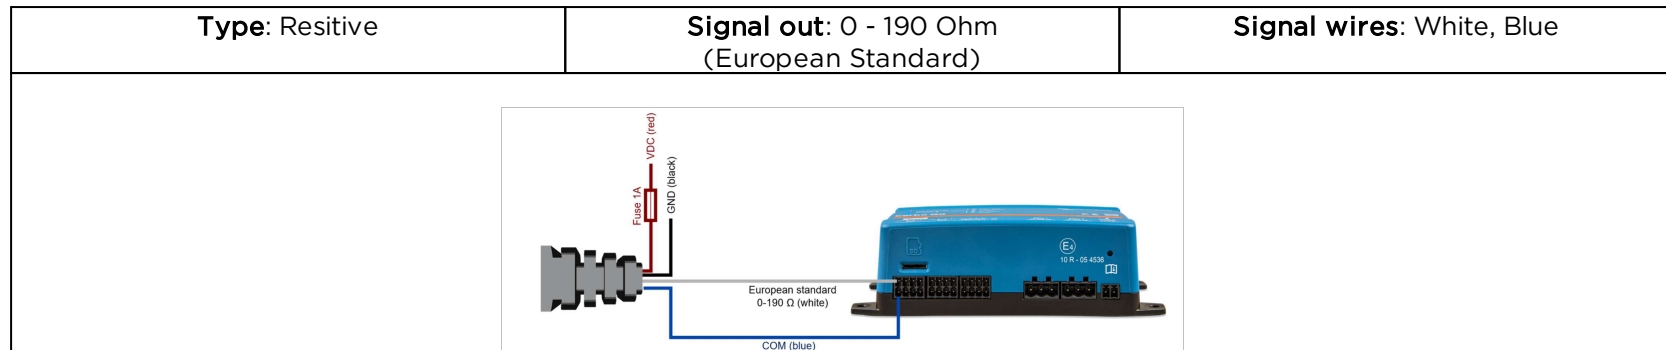 Type: Resitive
Signal out: 0 - 190 Ohm
(European Standard)
Signal wires: White, Blue
VDC (red)
Fuse 1A
GND (black)
E4
10 R - 05 4536
European standard
0-190 Ω (white)
COM (blue)